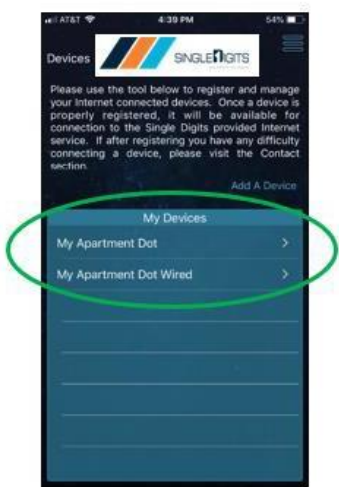 AT&T 4:39 PM 54%
Devices SINGLE DIGITS
Please use the tool below to register and manage
your Internet connected devices. Once a device is
properly registered, it will be available for
connection to the Single Digits provided Internet
service. If after registering you have any difficulty
connecting a device, please visit the Contact
section.
Add A Device
My Devices
My Apartment Dot
My Apartment Dot Wired